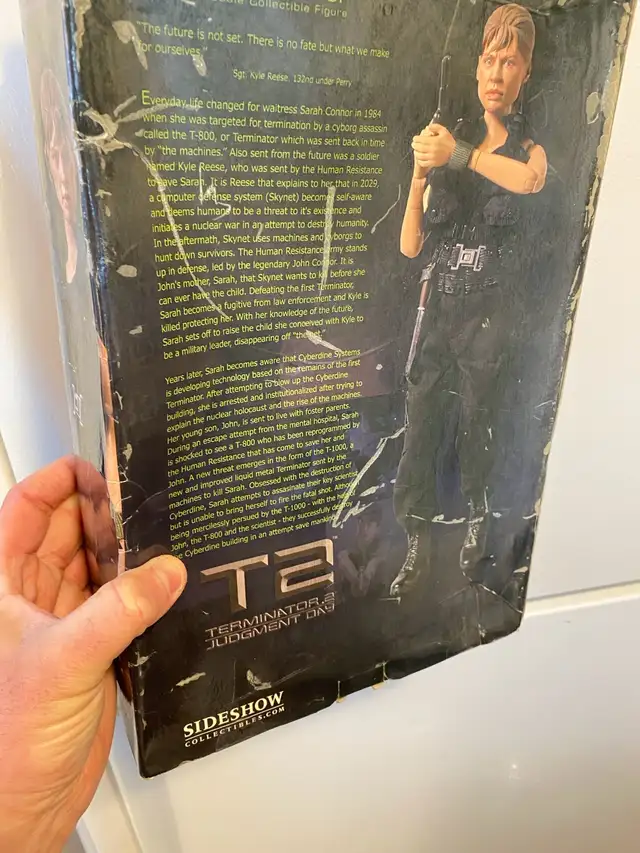 Collectible Figure
"The future is not set. There is no fate but what we make
for ourselves."
Sgt. Kyle Reese, 132nd under Perry
Everyday life changed for waitress Sarah Connor in 1984
when she was targeted for termination by a cyborg assassin
called the T-800, or Terminator which was sent back in time
by "the machines." Also sent from the future was a soldier
named Kyle Reese, who was sent by the Human Resistance
to save Sarah. It is Reese that explains to her that in 2029,
a computer defense system (Skynet) becomes self-aware
and deems humans to be a threat to it's existence and
initiates a nuclear war in an attempt to destroy humanity.
In the aftermath, Skynet uses machines and cyborgs to
hunt down survivors. The Human Resistance army stands
up in defense, led by the legendary John Connor. It is
John's mother, Sarah, that Skynet wants to kill before she
can ever have the child. Defeating the first Terminator,
Sarah becomes a fugitive from law enforcement and Kyle is
killed protecting her. With her knowledge of the future,
Sarah sets off to raise the child she conceived with Kyle to
be a military leader, disappearing off "the
Years later, Sarah becomes aware that Cyberdine Systems
is developing technology based on the remains of the first
Terminator. After attempting to blow up the Cyberdine
building, she is arrested and institutionalized after trying to
explain the nuclear holocaust and the rise of the machines.
Her young son, John, is sent to live with foster parents.
During an escape attempt from the mental hospital, Sarah
is shocked to see a T-800 who has been reprogrammed by
the Human Resistance that has come to save her and
John. A new threat emerges in the form of the T-1000, a
new and improved liquid metal Terminator sent by the
machines to kill Sarah. Obsessed with the destruction of
Cyberdine, Sarah attempts to assasinate their key scientist
but is unable to bring herself to fire the fatal shot. Although
being mercilessly persued by the T-1000 - with the help of
John, the T-800 and the scientist - they successfully destroy
the Cyberdine building in an attempt save mankind.
T2
TERMINATOR 2
JUDGMENT DAY
SIDESHOW
COLLECTIBLES.COM